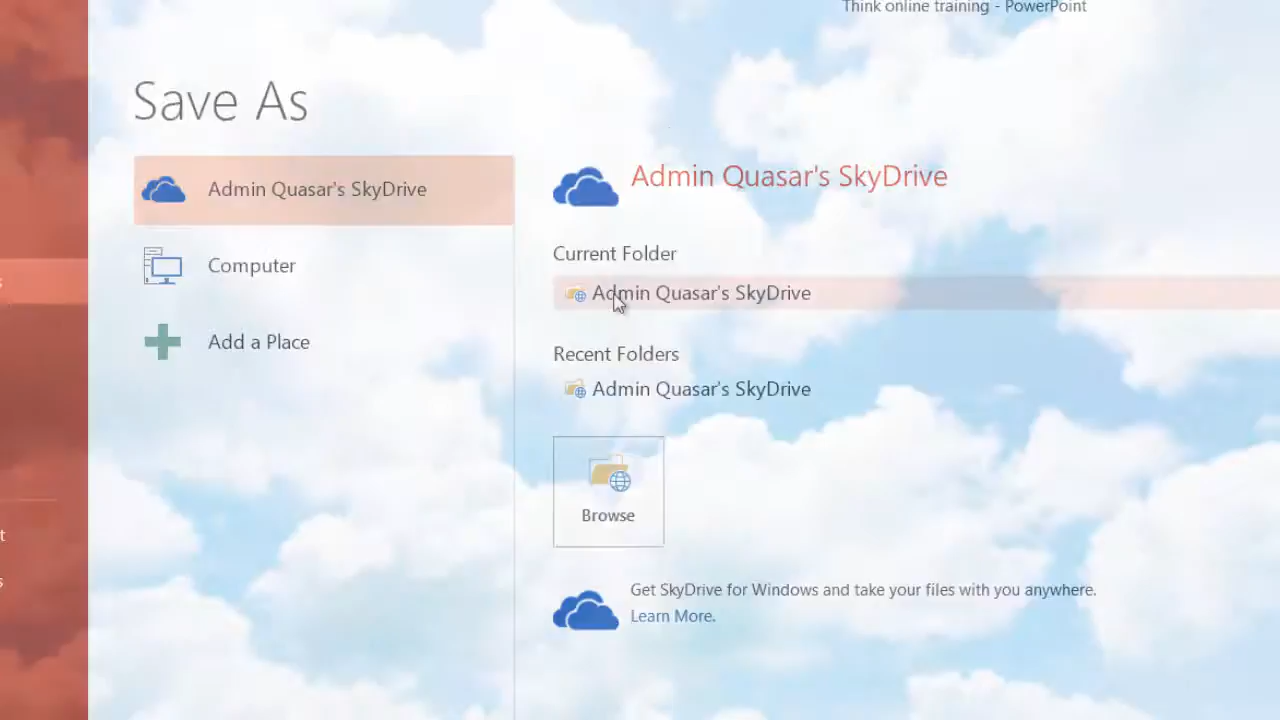 Think online training - PowerPoint
Save As
Admin Quasar's SkyDrive
Computer
Add a Place
Admin Quasar's SkyDrive
Current Folder
Admin Quasar's SkyDrive
Recent Folders
Admin Quasar's SkyDrive
Browse
Get SkyDrive for Windows and take your files with you anywhere.
Learn More.